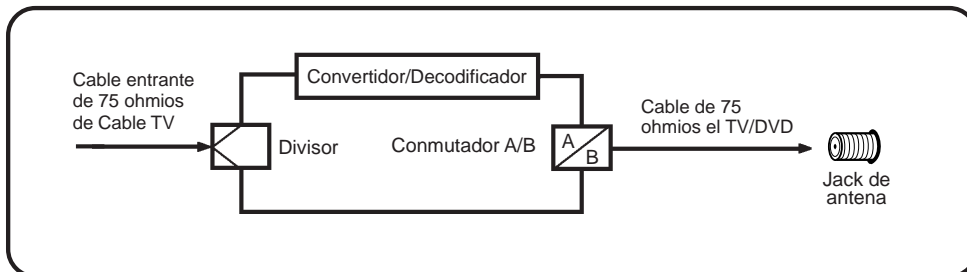 Cable entrante
de 75 ohmios
de Cable TV
Convertidor/Decodificador
Divisor
Conmutador A/B
A
B
Cable de 75
ohmios el TV/DVD
Jack de
antena